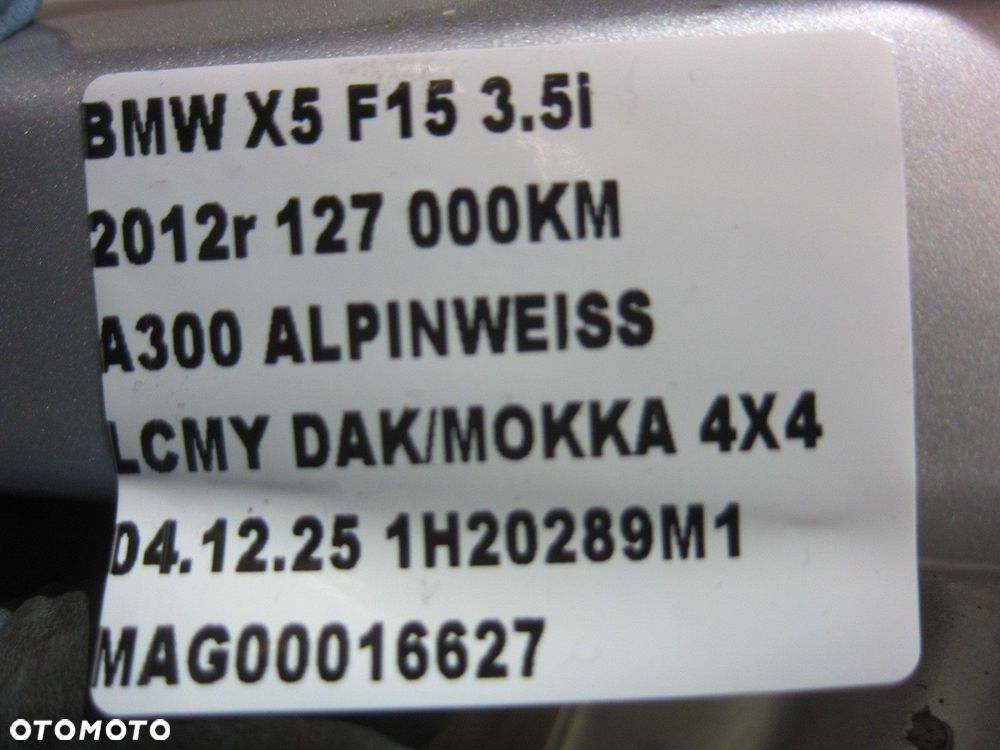 BMW X5 F15 3.5i
2012r 127 000KM
A300 ALPINWEISS
LCMY DAK/MOKKA 4X4
04.12.25 1H20289M1
MAG00016627
OTOMOTO